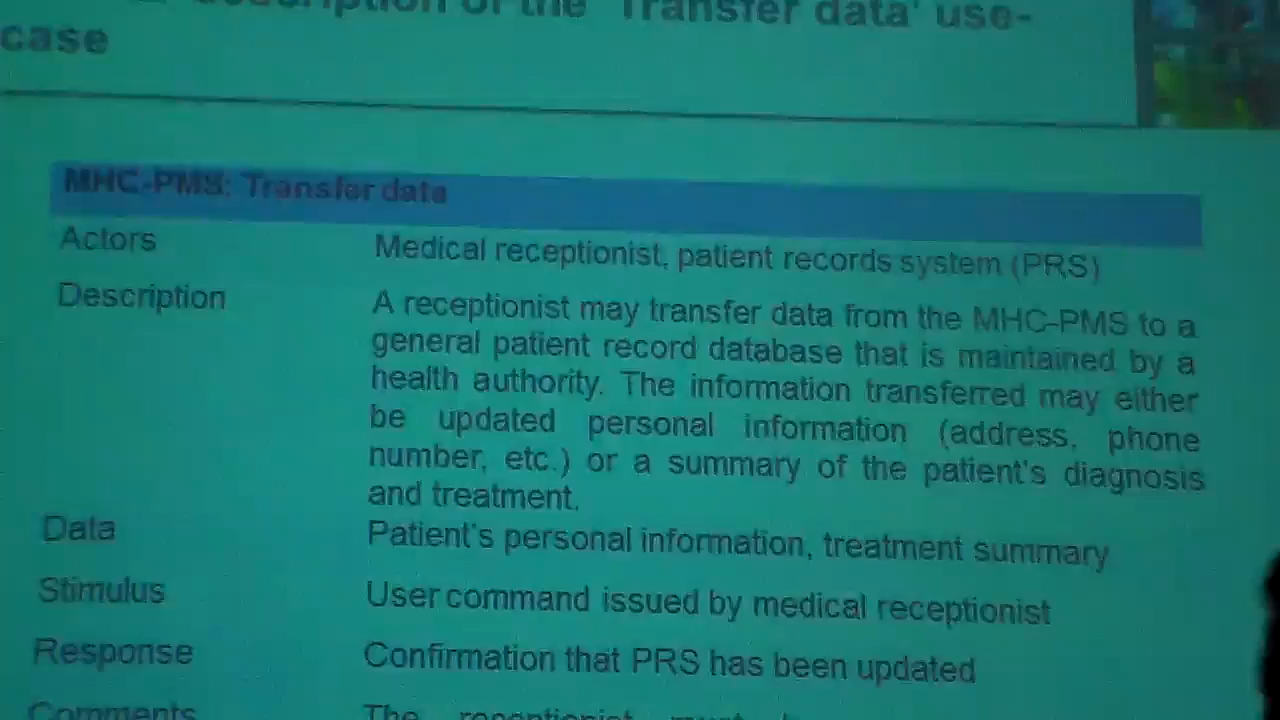 description of the 'Transfer data' use-
case
MHC-PMS: Transfer data
Actors Medical receptionist, patient records system (PRS)
Description A receptionist may transfer data from the MHC-PMS to a
general patient record database that is maintained by a
health authority. The information transferred may either
be updated personal information (address, phone
number, etc.) or a summary of the patient's diagnosis
and treatment.
Data Patient's personal information, treatment summary
Stimulus User command issued by medical receptionist
Response Confirmation that PRS has been updated
Comments The receptionist must